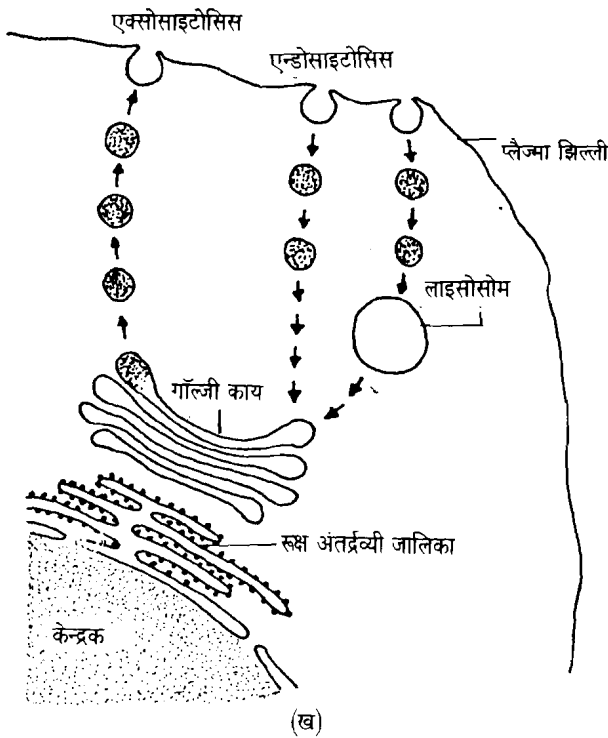 एक्सोसाइटोसिस
एन्डोसाइटोसिस
प्लैज्मा झिल्ली
लाइसोसोम
गॉल्जी काय
रूक्ष अंतर्द्रव्यी जालिका
केन्द्रक
(ख)